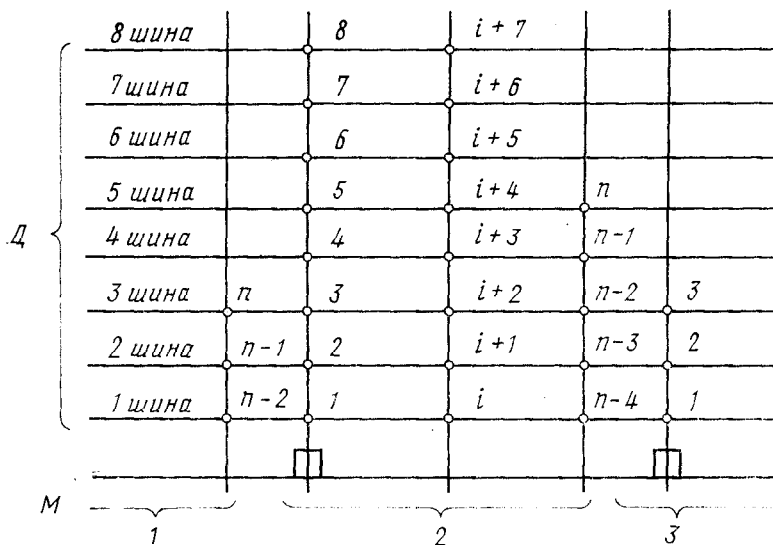 8 шина 8 i + 7
7 шина 7 i + 6
6 шина 6 i + 5
5 шина 5 i + 4 n
Д
4 шина 4 i + 3 n-1
3 шина n 3 i + 2 n-2 3
2 шина n-1 2 i + 1 n-3 2
1 шина n-2 1 i n-4 1
М
1 2 3